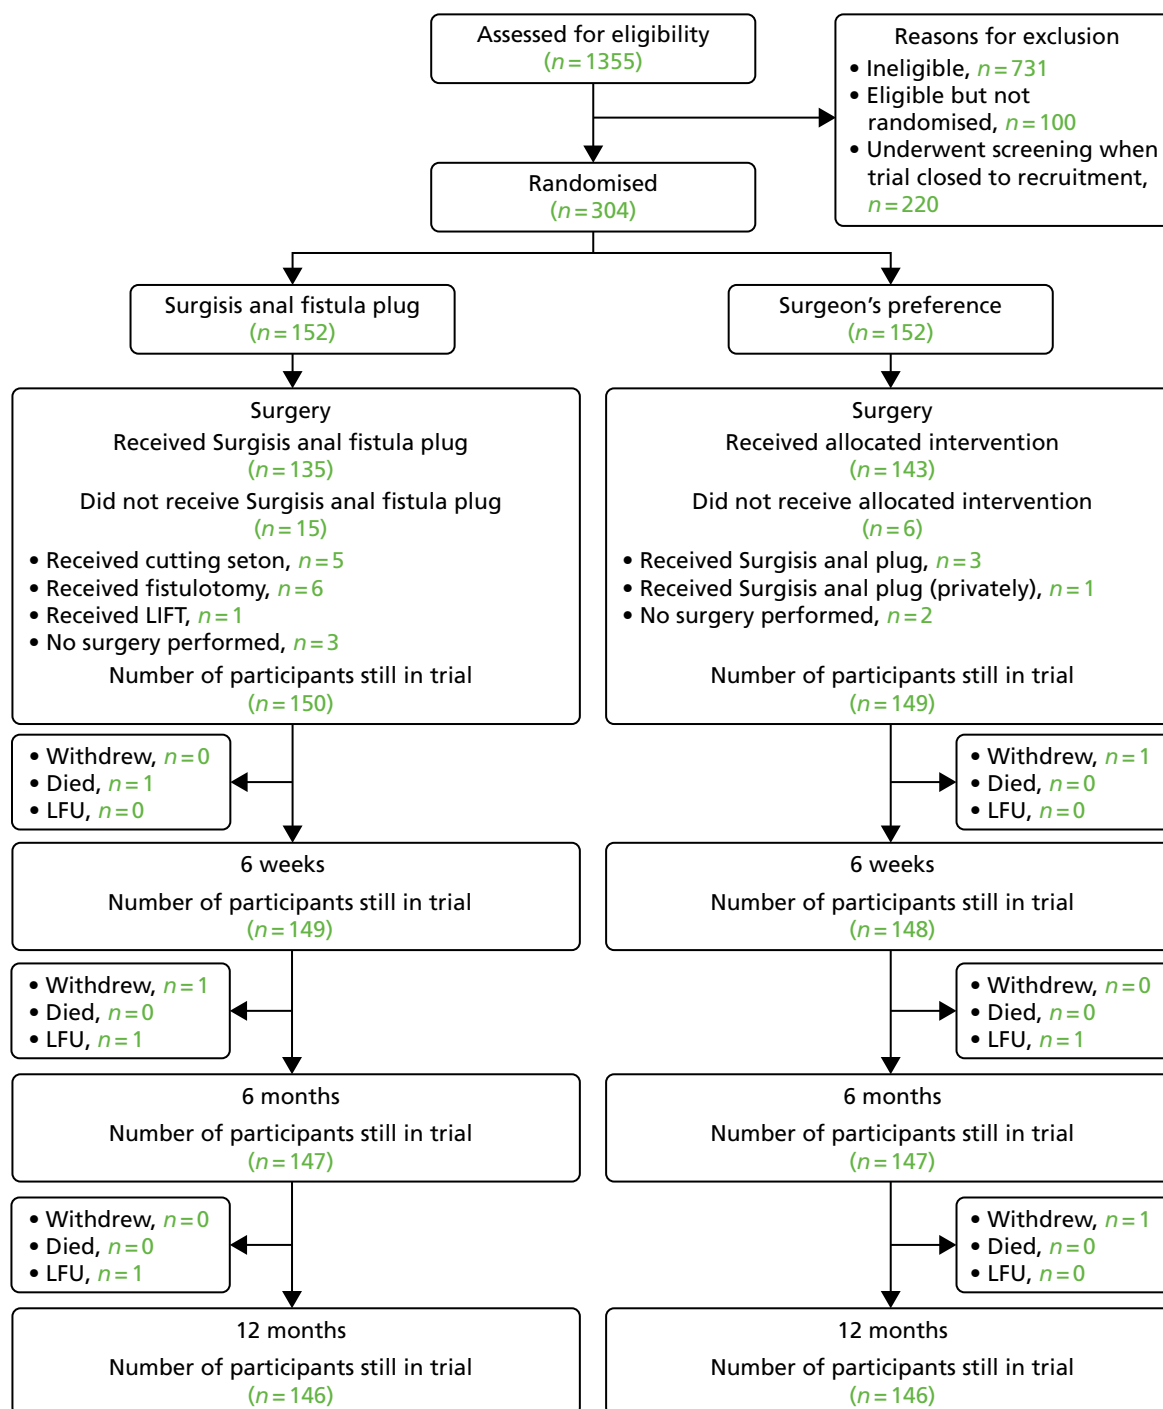 Assessed for eligibility
(n=1355)
Reasons for exclusion
• Ineligible, n=731
• Eligible but not
randomised, n=100
• Underwent screening when
trial closed to recruitment,
n=220
Randomised
(n=304)
Surgisis anal fistula plug
(n=152)
Surgeon's preference
(n=152)
Surgery
Received Surgisis anal fistula plug
(n=135)
Did not receive Surgisis anal fistula plug
(n=15)
• Received cutting seton, n=5
• Received fistulotomy, n=6
• Received LIFT, n=1
• No surgery performed, n=3
Number of participants still in trial
(n=150)
Surgery
Received allocated intervention
(n=143)
Did not receive allocated intervention
(n=6)
• Received Surgisis anal plug, n=3
• Received Surgisis anal plug (privately), n=1
• No surgery performed, n=2
Number of participants still in trial
(n=149)
• Withdrew, n=0
• Died, n=1
• LFU, n=0
• Withdrew, n=1
• Died, n=0
• LFU, n=0
6 weeks
Number of participants still in trial
(n=149)
6 weeks
Number of participants still in trial
(n=148)
• Withdrew, n=1
• Died, n=0
• LFU, n=1
• Withdrew, n=0
• Died, n=0
• LFU, n=1
6 months
Number of participants still in trial
(n=147)
6 months
Number of participants still in trial
(n=147)
• Withdrew, n=0
• Died, n=0
• LFU, n=1
• Withdrew, n=1
• Died, n=0
• LFU, n=0
12 months
Number of participants still in trial
(n=146)
12 months
Number of participants still in trial
(n=146)